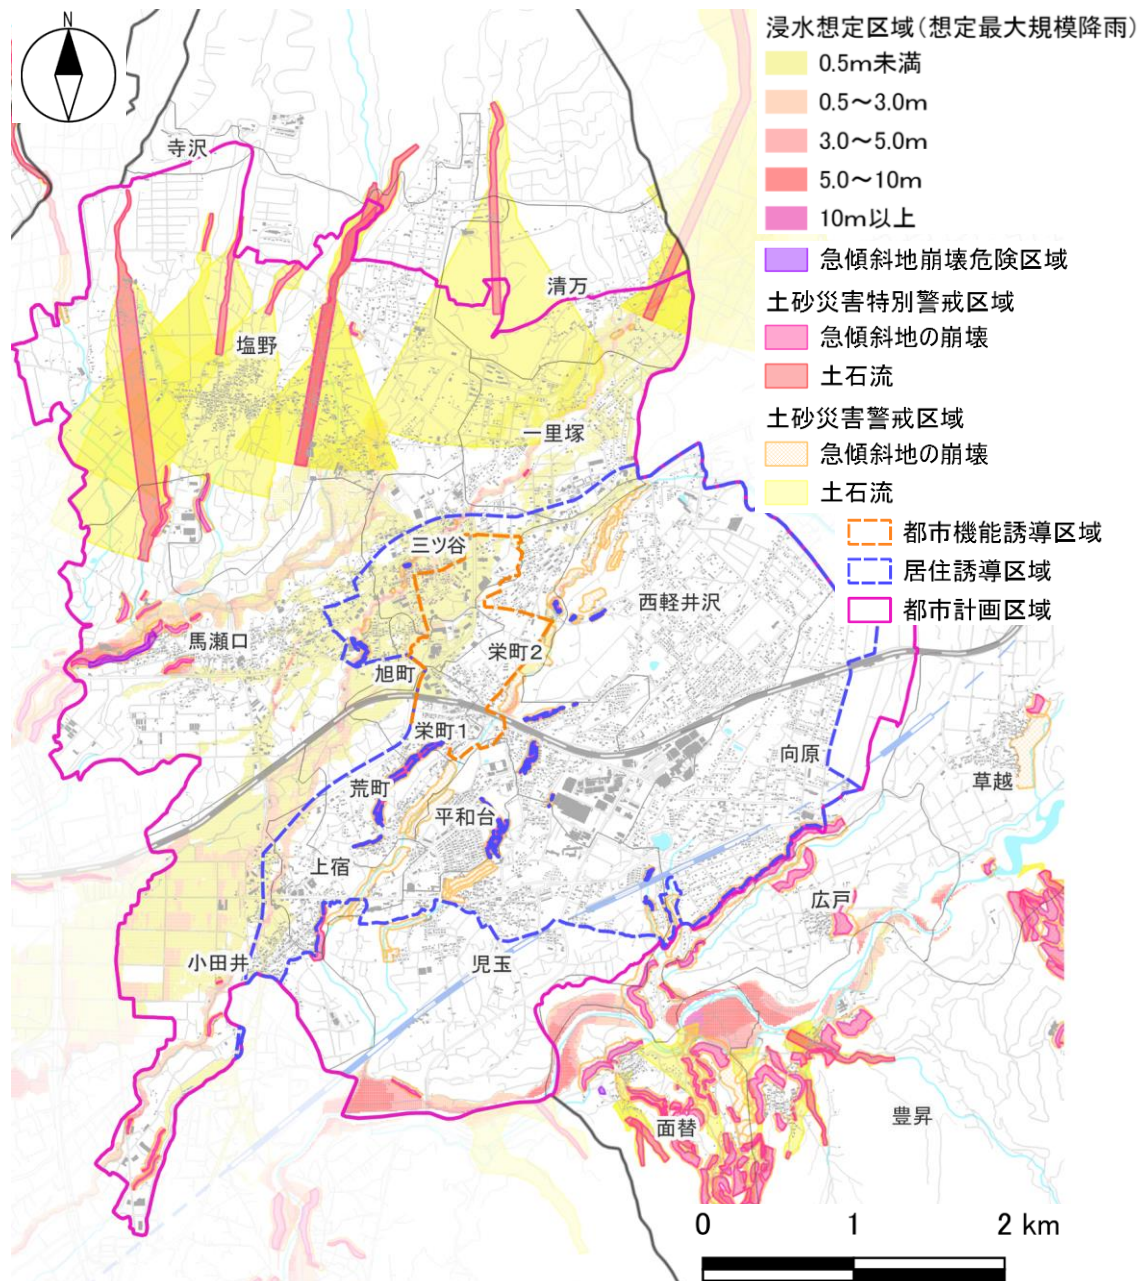 N
浸水想定区域(想定最大規模降雨)
0.5m未満
0.5～3.0m
3.0～5.0m
5.0～10m
10m以上
急傾斜地崩壊危険区域
土砂災害特別警戒区域
急傾斜地の崩壊
土石流
土砂災害警戒区域
急傾斜地の崩壊
土石流
都市機能誘導区域
居住誘導区域
都市計画区域
寺沢
清万
塩野
一里塚
三ツ谷
西軽井沢
馬瀬口
栄町2
旭町
栄町1
向原
草越
荒町
平和台
上宿
広戸
小田井
児玉
豊昇
面替
0 1 2 km